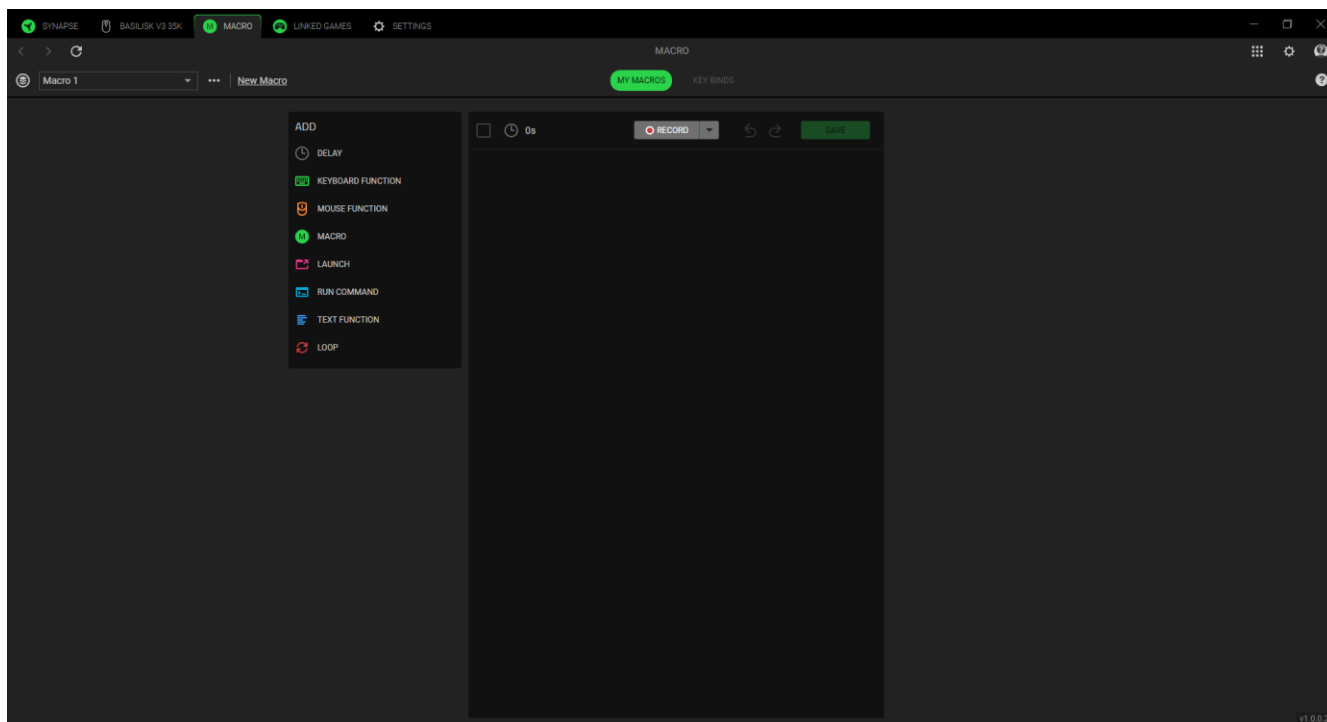 SYNAPSE BASILISK V3 35K MACRO LINKED GAMES SETTINGS
MACRO
Macro 1 New Macro MY MACROS KEY BINDS
ADD
DELAY
KEYBOARD FUNCTION
MOUSE FUNCTION
MACRO
LAUNCH
RUN COMMAND
TEXT FUNCTION
LOOP
0s RECORD SAVE